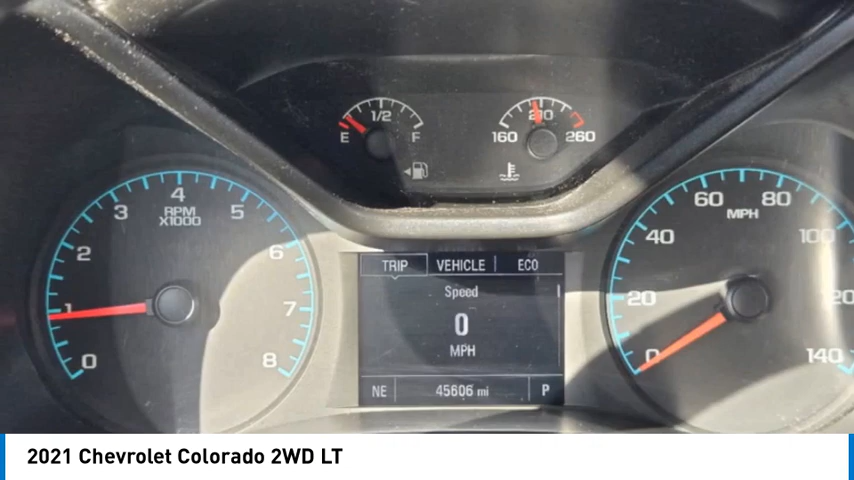 1/2
E F
160 210 260
4
3 5
RPM
X1000
2 6
1 7
0 8
60 80
MPH
40 100
20
0 140
TRIP VEHICLE ECO
Speed
0
MPH
NE 45606 mi P
2021 Chevrolet Colorado 2WD LT